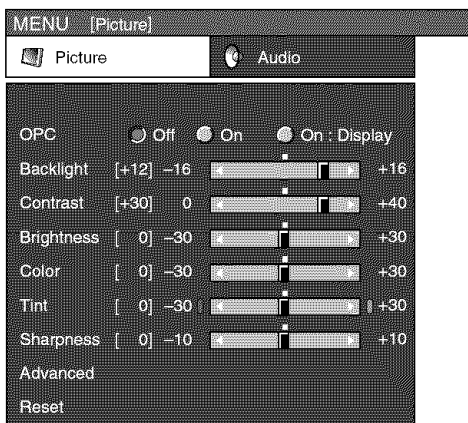 MENU [Picture]
Picture Audio
OPC Off On On : Display
Backlight [+12] –16 +16
Contrast [+30] 0 +40
Brightness [ 0] –30 +30
Color [ 0] –30 +30
Tint [ 0] –30 +30
Sharpness [ 0] –10 +10
Advanced
Reset